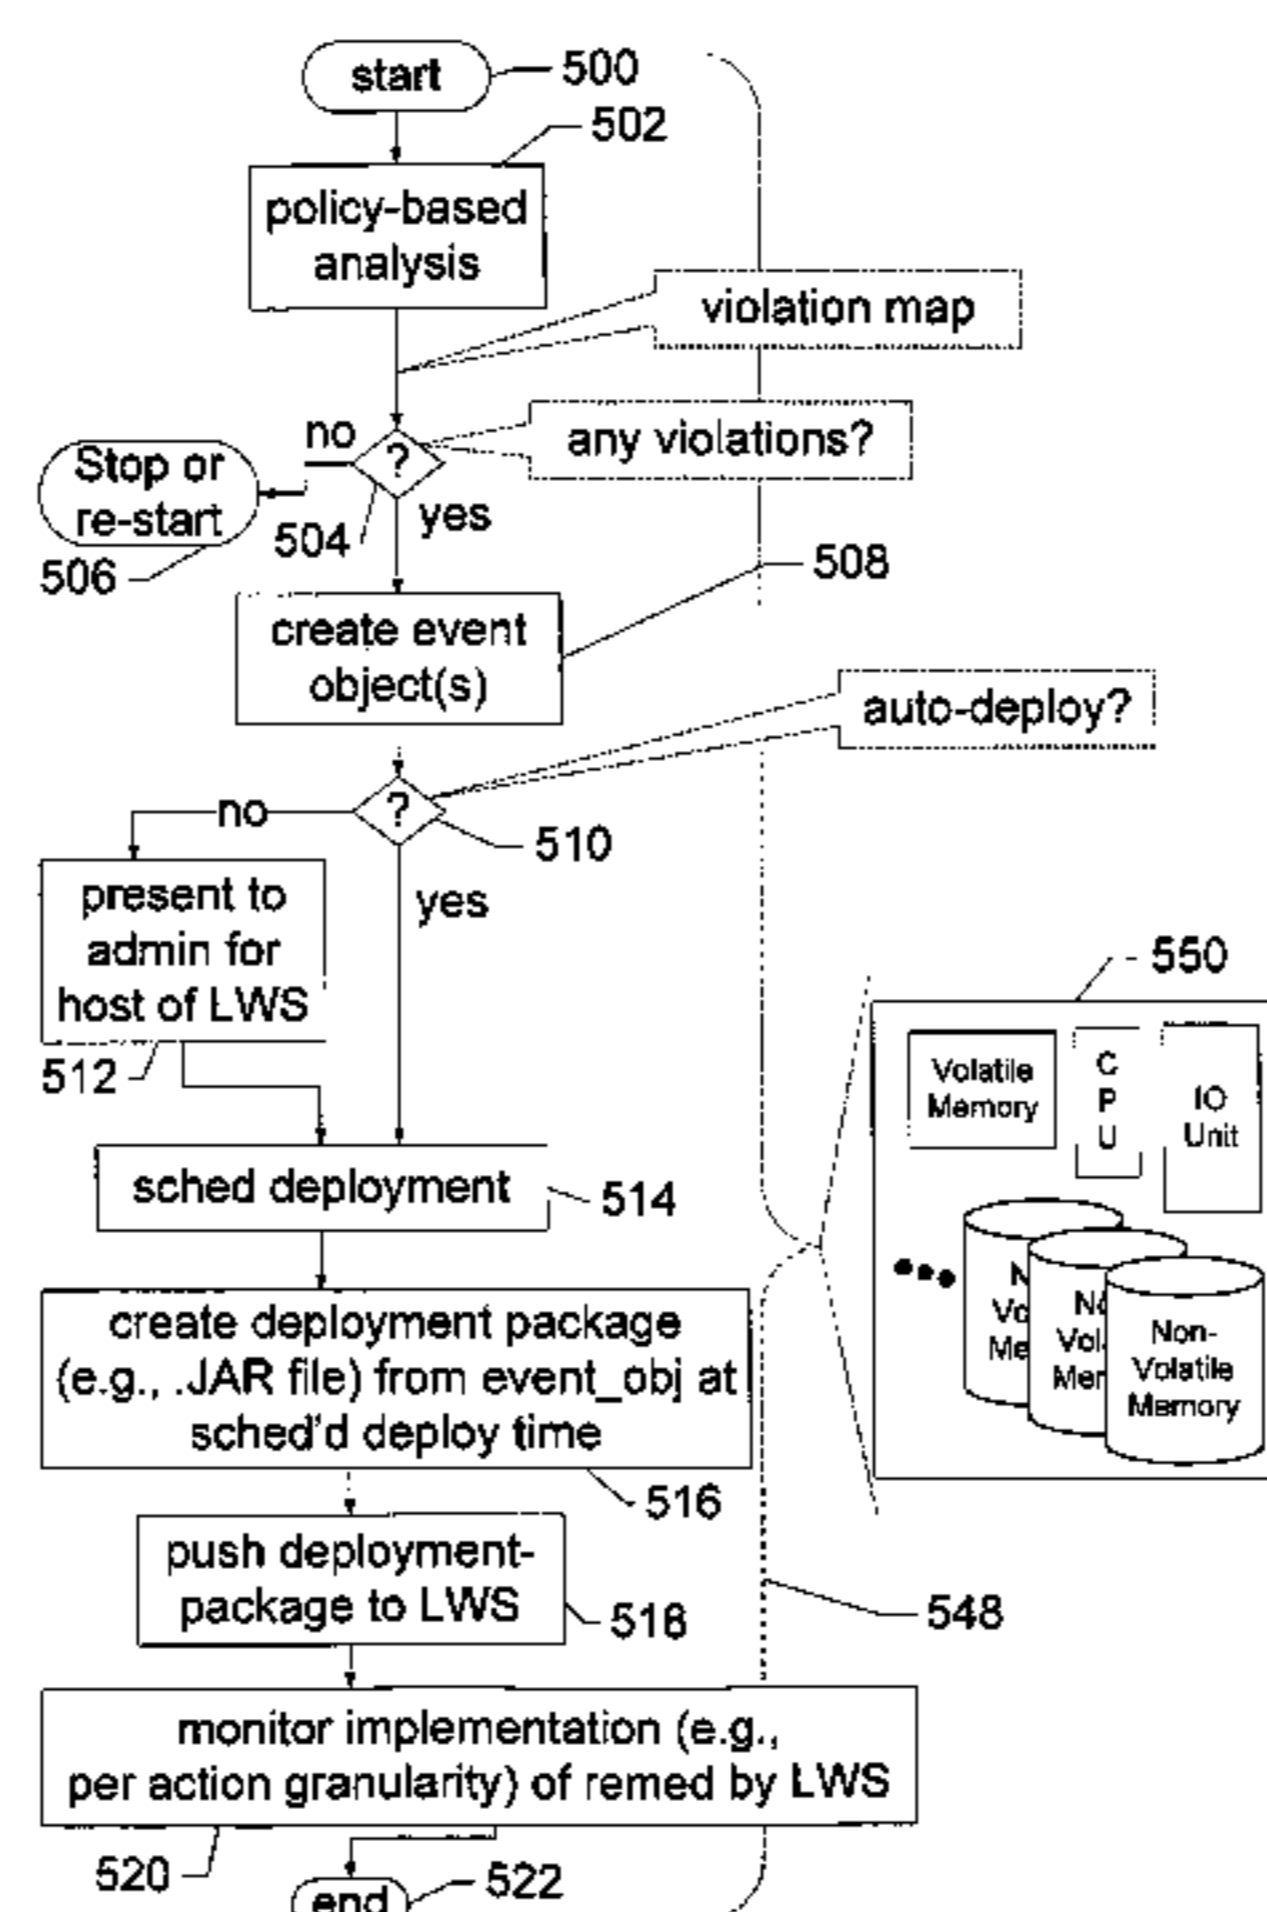 start
500
502
policy-based
analysis
violation map
no
any violations?
?
Stop or
re-start
504
yes
506
508
create event
object(s)
auto-deploy?
no
?
510
present to
admin for
host of LWS
yes
512
550
Volatile
Memory
C
P
U
IO
Unit
sched deployment
514
Non-
Volatile
Memory
create deployment package
(e.g., .JAR file) from event_obj at
sched'd deploy time
516
push deployment-
package to LWS
518
548
monitor implementation (e.g.,
per action granularity) of remed by LWS
520
522
end